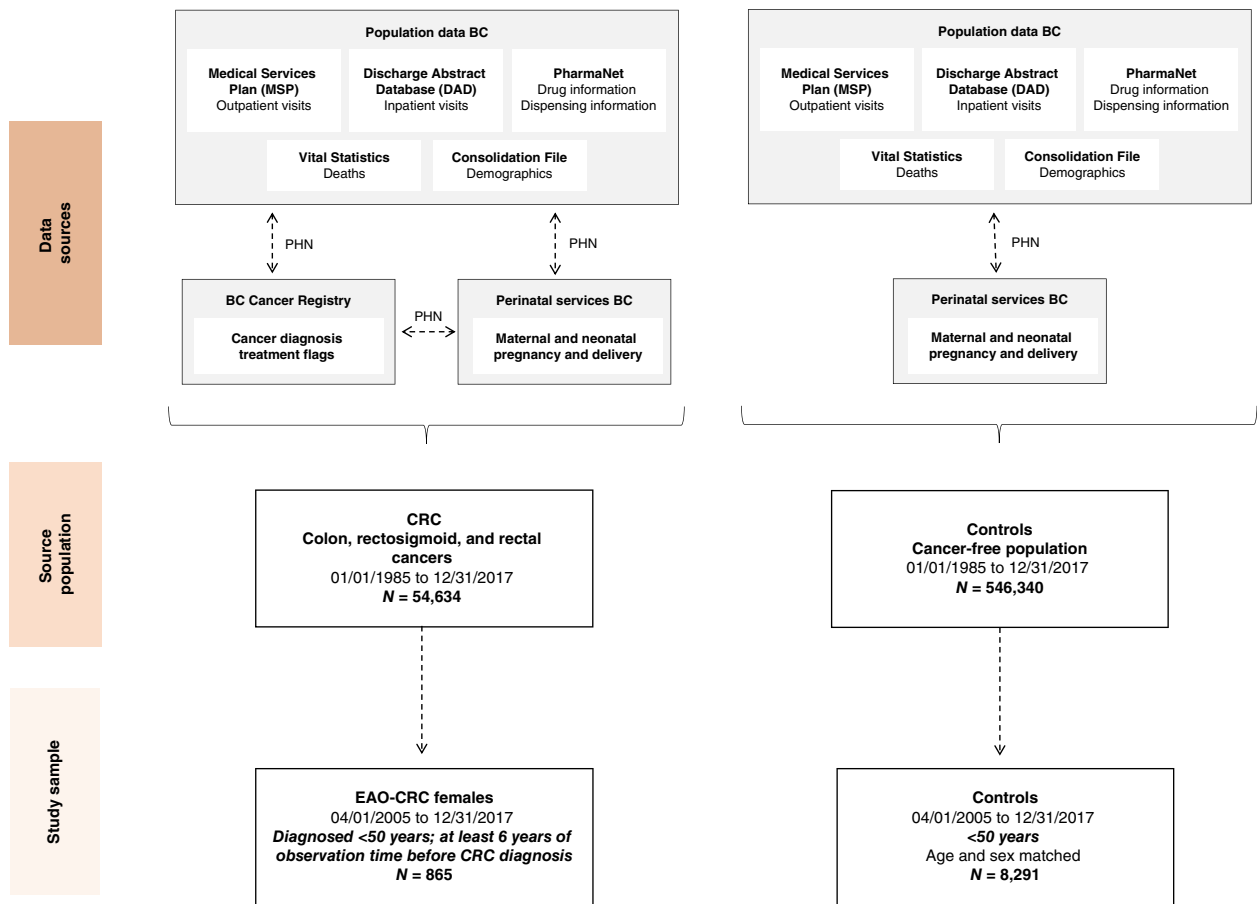 Population data BC
Medical Services
Plan (MSP)
Outpatient visits
Discharge Abstract
Database (DAD)
Inpatient visits
PharmaNet
Drug information
Dispensing information
Vital Statistics
Deaths
Consolidation File
Demographics
PHN
PHN
BC Cancer Registry
Cancer diagnosis
treatment flags
PHN
Perinatal services BC
Maternal and neonatal
pregnancy and delivery
Population data BC
Medical Services
Plan (MSP)
Outpatient visits
Discharge Abstract
Database (DAD)
Inpatient visits
PharmaNet
Drug information
Dispensing information
Vital Statistics
Deaths
Consolidation File
Demographics
PHN
Perinatal services BC
Maternal and neonatal
pregnancy and delivery
Data
sources
Source
population
CRC
Colon, rectosigmoid, and rectal
cancers
01/01/1985 to 12/31/2017
N = 54,634
Controls
Cancer-free population
01/01/1985 to 12/31/2017
N = 546,340
Study sample
EAO-CRC females
04/01/2005 to 12/31/2017
Diagnosed <50 years; at least 6 years of
observation time before CRC diagnosis
N = 865
Controls
04/01/2005 to 12/31/2017
<50 years
Age and sex matched
N = 8,291